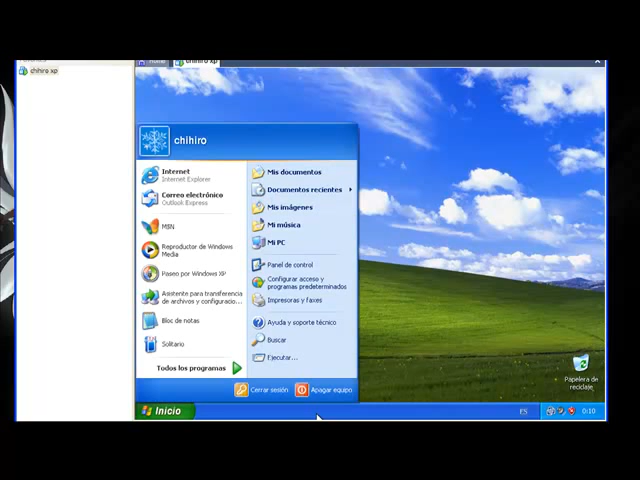 Home
chihiro xp
chihiro xp
chihiro
Internet
Internet Explorer
Correo electrónico
Outlook Express
MSN
Reproductor de Windows
Media
Paseo por Windows XP
Asistente para transferencia
de archivos y configuracio...
Bloc de notas
Solitario
Todos los programas
Mis documentos
Documentos recientes
Mis imágenes
Mi música
Mi PC
Panel de control
Configurar acceso y
programas predeterminados
Impresoras y faxes
Ayuda y soporte técnico
Buscar
Ejecutar...
Cerrar sesión
Apagar equipo
Papelera de
reciclaje
Inicio
ES
0:10